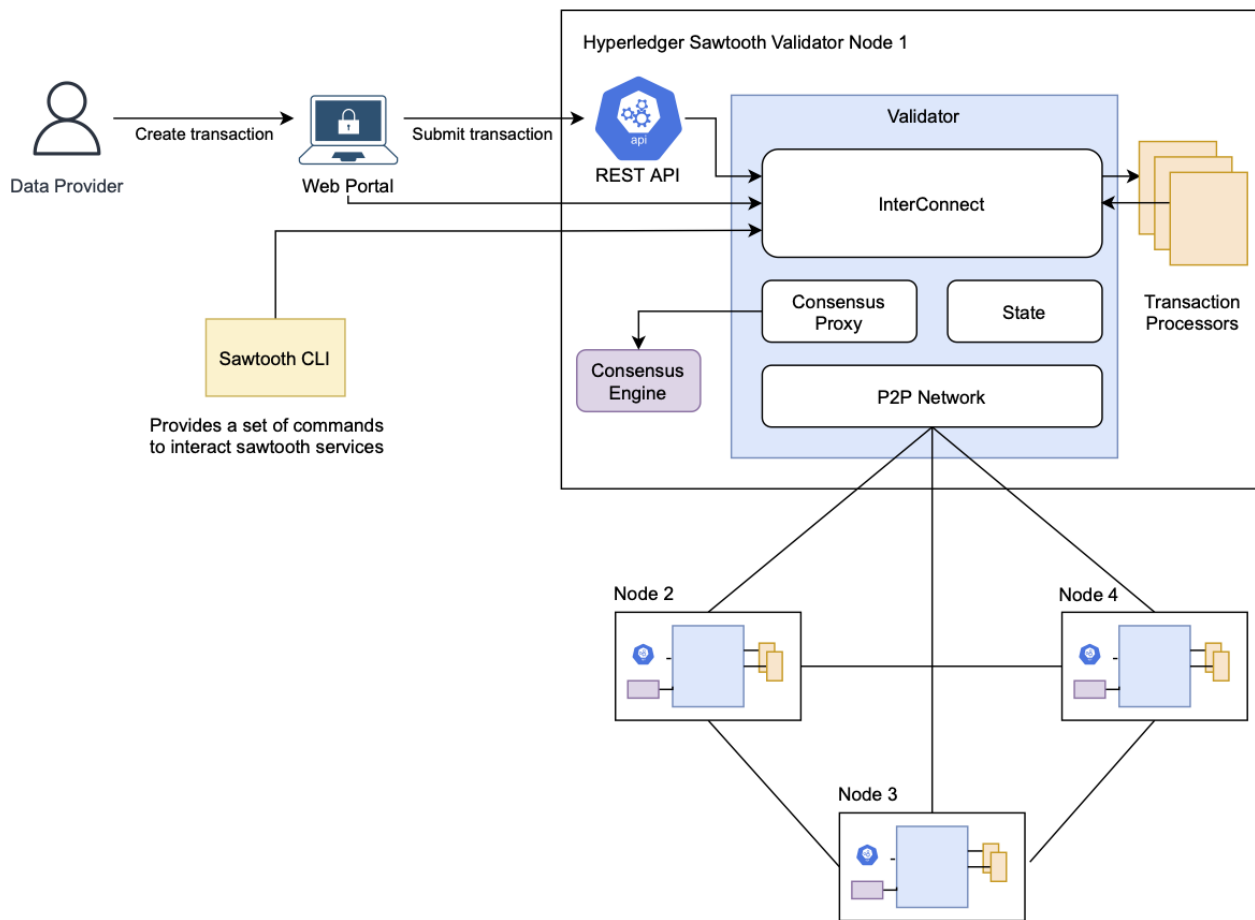 Hyperledger Sawtooth Validator Node 1
Data Provider
Create transaction
Web Portal
Submit transaction
api
REST API
Validator
InterConnect
Transaction
Processors
Consensus
Proxy
State
Consensus
Engine
P2P Network
Sawtooth CLI
Provides a set of commands
to interact sawtooth services
Node 2
Node 4
Node 3